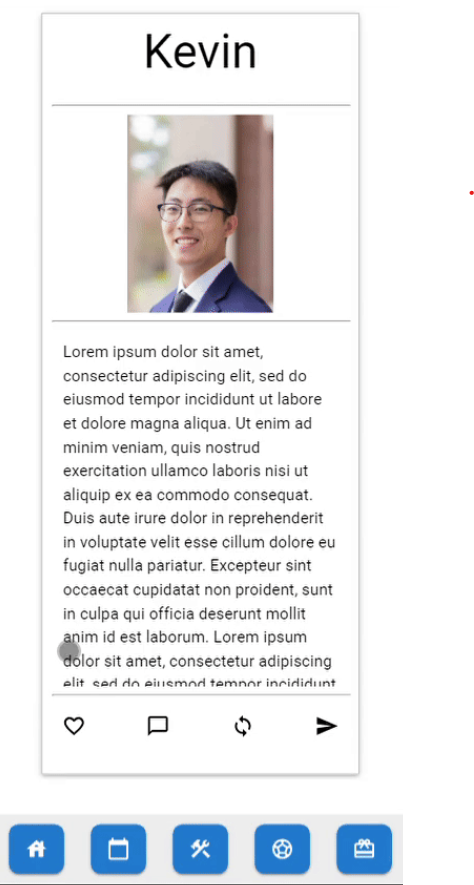 Kevin
Lorem ipsum dolor sit amet,
consectetur adipiscing elit, sed do
eiusmod tempor incididunt ut labore
et dolore magna aliqua. Ut enim ad
minim veniam, quis nostrud
exercitation ullamco laboris nisi ut
aliquip ex ea commodo consequat.
Duis aute irure dolor in reprehenderit
in voluptate velit esse cillum dolore eu
fugiat nulla pariatur. Excepteur sint
occaecat cupidatat non proident, sunt
in culpa qui officia deserunt mollit
anim id est laborum. Lorem ipsum
dolor sit amet, consectetur adipiscing
elit, sed do eiusmod tempor incididunt